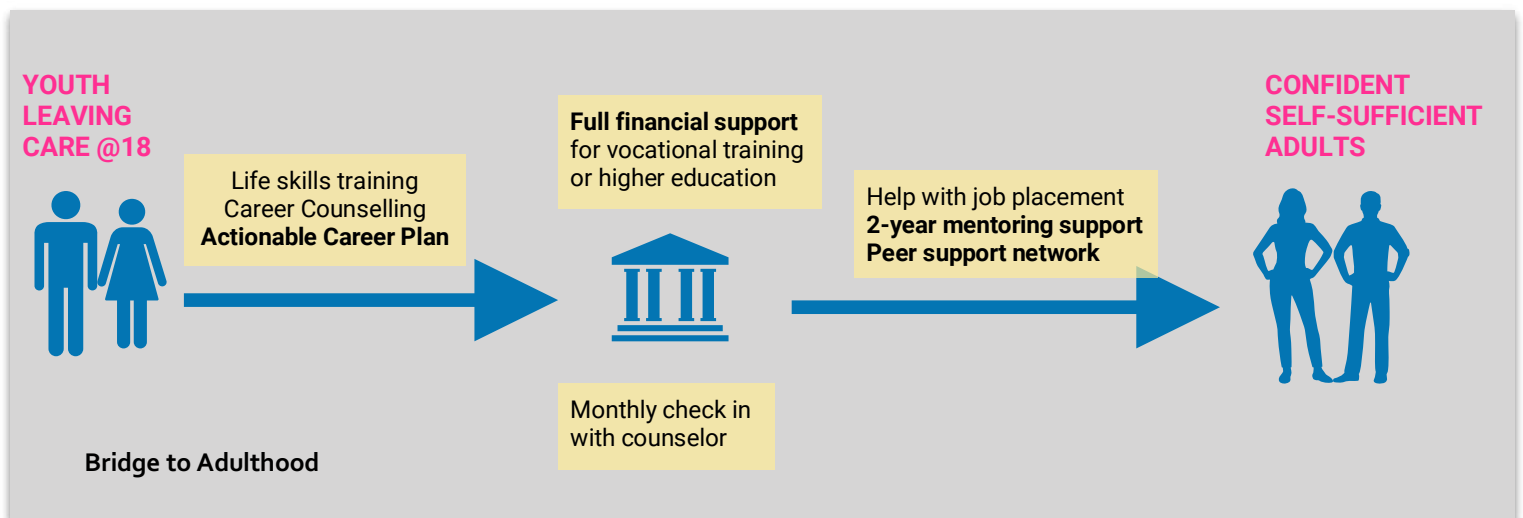 YOUTH
LEAVING
CARE @18
Life skills training
Career Counselling
Actionable Career Plan
Full financial support
for vocational training
or higher education
Monthly check in
with counselor
Help with job placement
2-year mentoring support
Peer support network
CONFIDENT
SELF-SUFFICIENT
ADULTS
Bridge to Adulthood